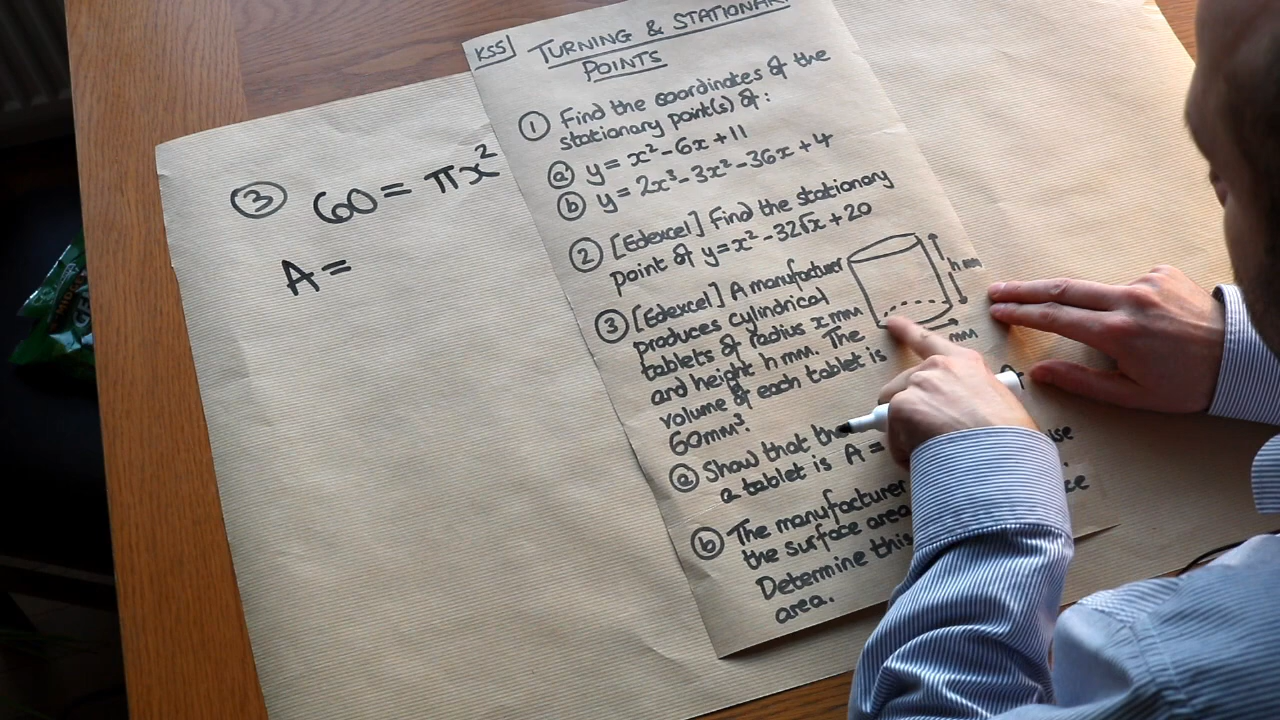 ③ 60 = πx²
A =
KS5 TURNING & STATIONARY
POINTS
① Find the coordinates of the
stationary point(s) of:
ⓐ y = x² - 6x + 11
ⓑ y = 2x³ - 3x² - 36x + 4
② [Edexcel] Find the stationary
point of y = x² - 32√x + 20
③ [Edexcel] A manufacturer
produces cylindrical
tablets of radius x mm
and height h mm. The
volume of each tablet is
60mm³.
h mm
mm
ⓐ Show that the
a tablet is A =
ⓑ The manufacturer
the surface area
Determine this
area.